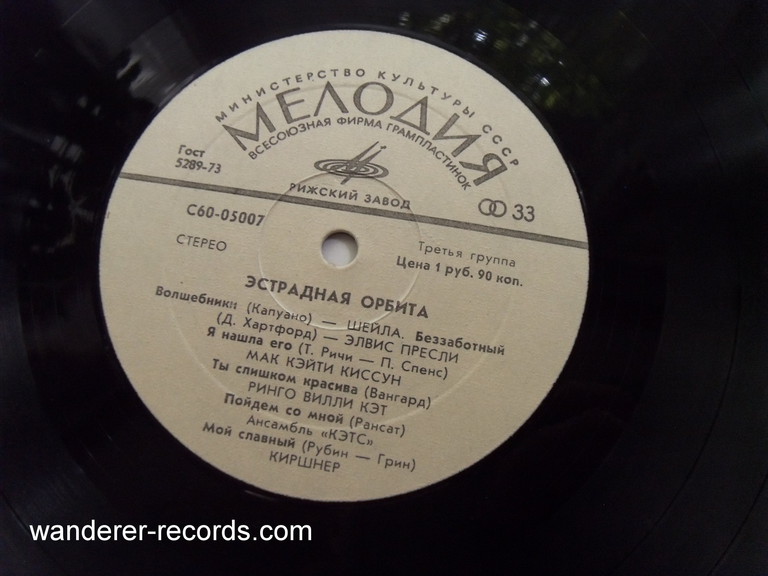 МИНИСТЕРСТВО КУЛЬТУРЫ СССР
МЕЛОДИЯ
ВСЕСОЮЗНАЯ ФИРМА ГРАМПЛАСТИНОК
Гост
5289-73
РИЖСКИЙ ЗАВОД
33
С60-05007
СТЕРЕО
Третья группа
Цена 1 руб. 90 коп.
ЭСТРАДНАЯ ОРБИТА
Волшебники (Капуано) — ШЕЙЛА. Беззаботный
(Д. Хартфорд) — ЭЛВИС ПРЕСЛИ
Я нашла его (Т. Ричи — П. Спенс)
МАК КЭЙТИ КИССУН
Ты слишком красива (Вангард)
РИНГО ВИЛЛИ КЭТ
Пойдем со мной (Рансат)
Ансамбль «КЭТС»
Мой славный (Рубин — Грин)
КИРШНЕР
wanderer-records.com